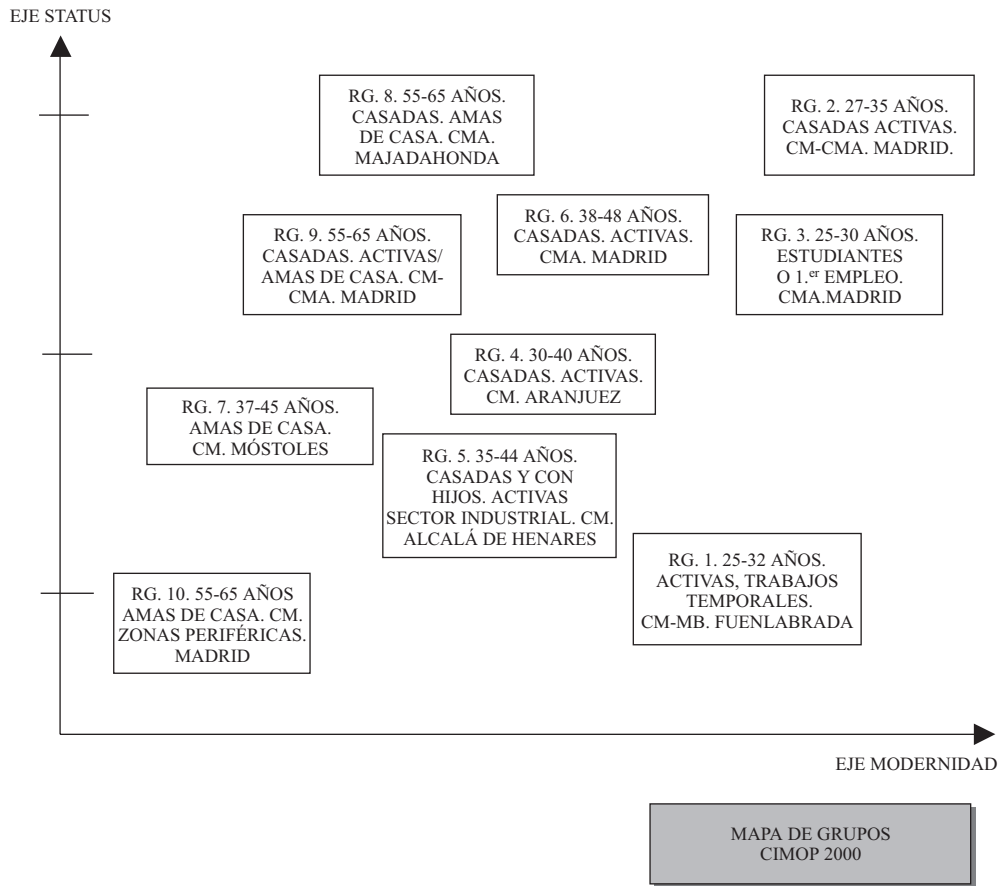 EJE STATUS
RG. 8. 55-65 AÑOS.
CASADAS. AMAS
DE CASA. CMA.
MAJADAHONDA
RG. 2. 27-35 AÑOS.
CASADAS ACTIVAS.
CM-CMA. MADRID.
RG. 9. 55-65 AÑOS.
CASADAS. ACTIVAS/
AMAS DE CASA. CM-
CMA. MADRID
RG. 6. 38-48 AÑOS.
CASADAS. ACTIVAS.
CMA. MADRID
RG. 3. 25-30 AÑOS.
ESTUDIANTES
O 1.er EMPLEO.
CMA.MADRID
RG. 4. 30-40 AÑOS.
CASADAS. ACTIVAS.
CM. ARANJUEZ
RG. 7. 37-45 AÑOS.
AMAS DE CASA.
CM. MÓSTOLES
RG. 5. 35-44 AÑOS.
CASADAS Y CON
HIJOS. ACTIVAS
SECTOR INDUSTRIAL. CM.
ALCALÁ DE HENARES
RG. 1. 25-32 AÑOS.
ACTIVAS, TRABAJOS
TEMPORALES.
CM-MB. FUENLABRADA
RG. 10. 55-65 AÑOS
AMAS DE CASA. CM.
ZONAS PERIFÉRICAS.
MADRID
EJE MODERNIDAD
MAPA DE GRUPOS
CIMOP 2000